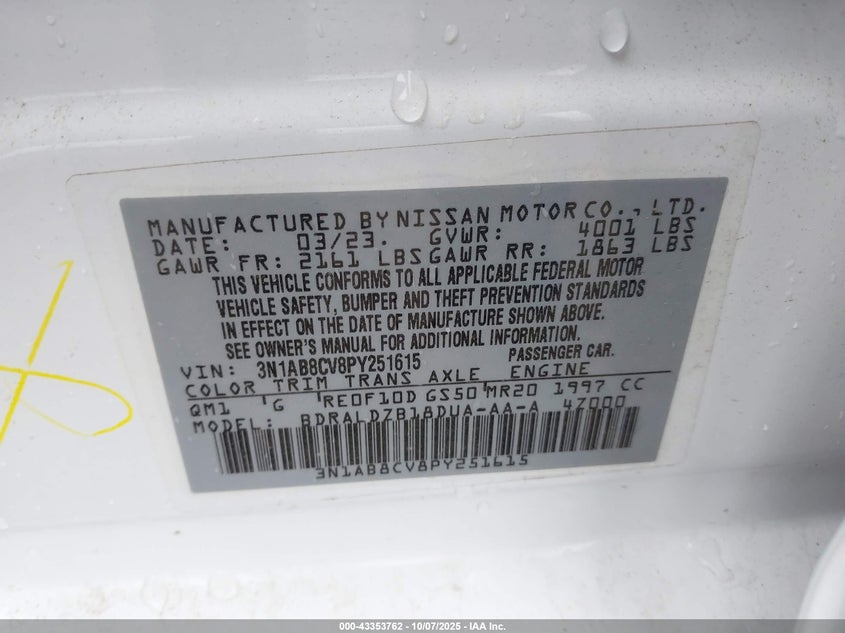 MANUFACTURED BY NISSAN MOTOR CO., LTD.
DATE: 03/23. GVWR: 4001 LBS
GAWR FR: 2161 LBS GAWR RR: 1863 LBS
THIS VEHICLE CONFORMS TO ALL APPLICABLE FEDERAL MOTOR
VEHICLE SAFETY, BUMPER AND THEFT PREVENTION STANDARDS
IN EFFECT ON THE DATE OF MANUFACTURE SHOWN ABOVE.
SEE OWNER'S MANUAL FOR ADDITIONAL INFORMATION.
VIN: 3N1AB8CV8PY251615 PASSENGER CAR.
COLOR TRIM TRANS AXLE ENGINE
QM1 'G 'RE0F10D GS50'MR20 1997 CC
MODEL: BDRALDZB18DUA-AA-A 4Z000
3N1AB8CV8PY251615
000-43353762 - 10/07/2025 - IAA Inc.